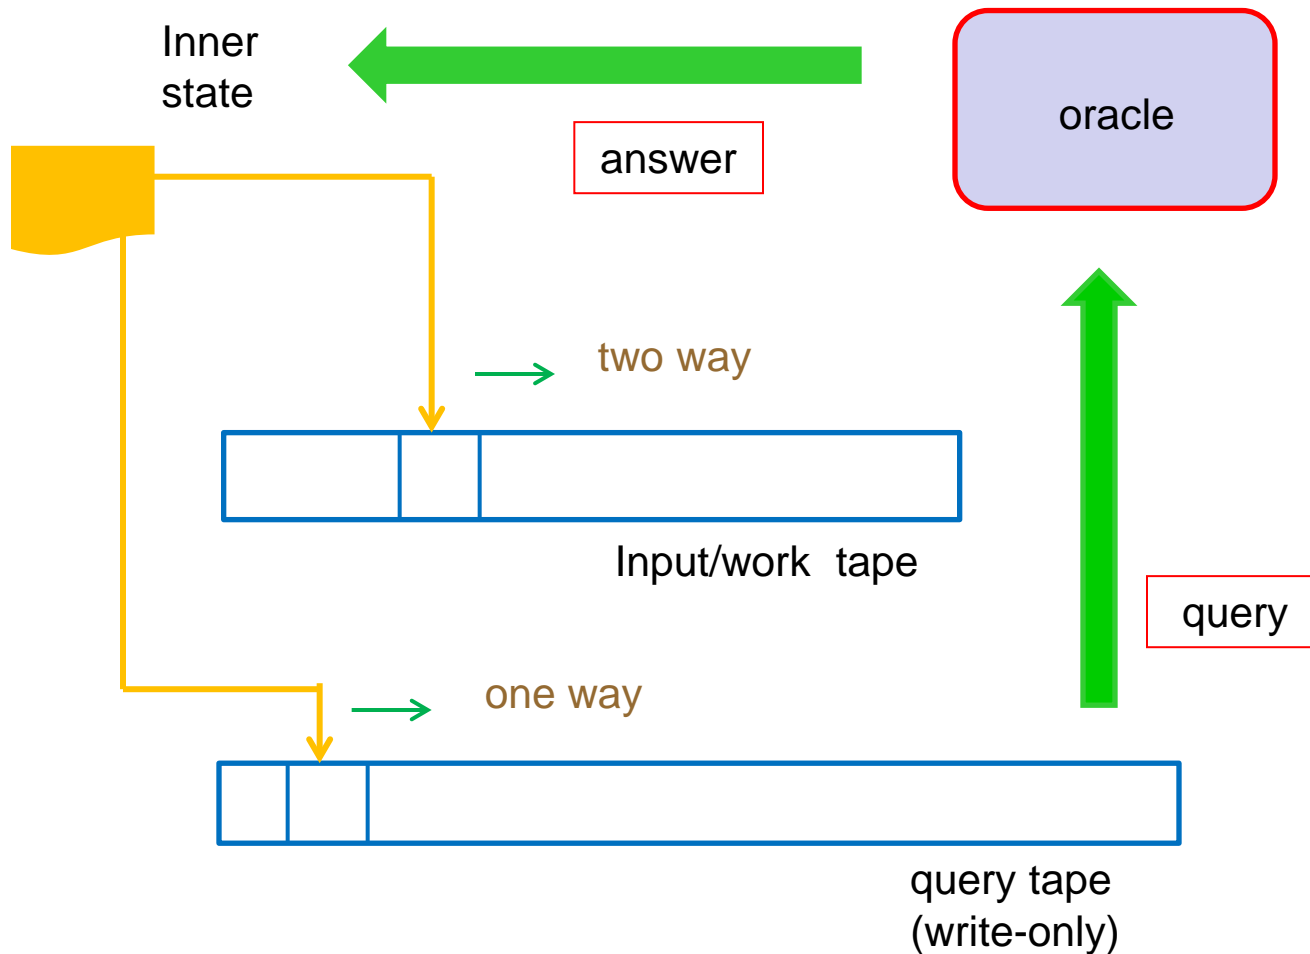 Inner
state
oracle
answer
two way
Input/work tape
query
one way
query tape
(write-only)